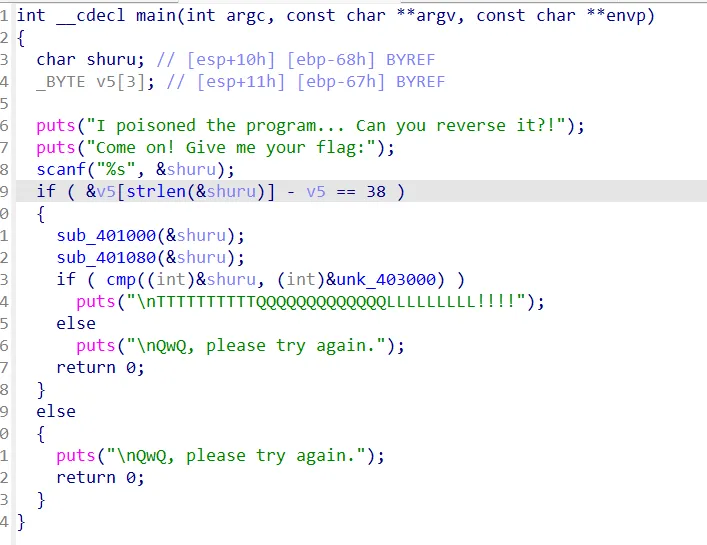 1 int __cdecl main(int argc, const char **argv, const char **envp)
2 {
3   char shuru; // [esp+10h] [ebp-68h] BYREF
4   _BYTE v5[3]; // [esp+11h] [ebp-67h] BYREF
5
6   puts("I poisoned the program... Can you reverse it?!");
7   puts("Come on! Give me your flag:");
8   scanf("%s", &shuru);
9   if ( &v5[strlen(&shuru)] - v5 == 38 )
0   {
1     sub_401000(&shuru);
2     sub_401080(&shuru);
3     if ( cmp((int)&shuru, (int)&unk_403000) )
4       puts("\nTTTTTTTTTTQQQQQQQQQQQQQLLLLLLLLL!!!!");
5     else
6       puts("\nQwQ, please try again.");
7     return 0;
8   }
9   else
0   {
1     puts("\nQwQ, please try again.");
2     return 0;
3   }
4 }